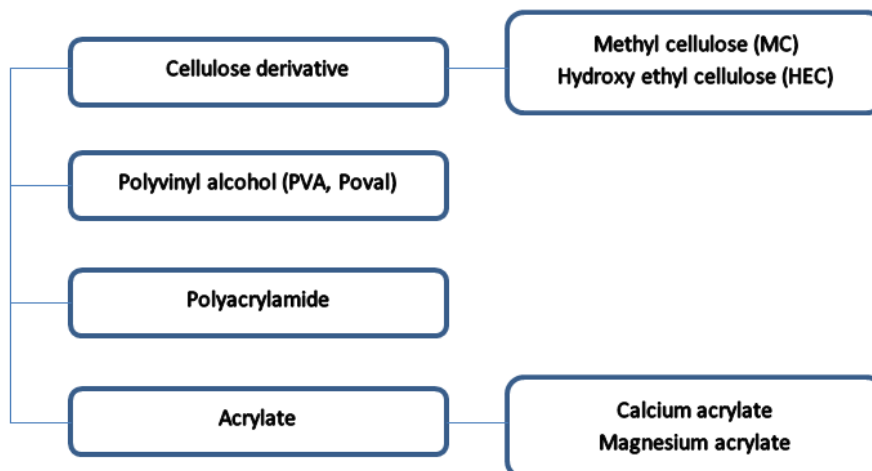 Cellulose derivative
Methyl cellulose (MC)
Hydroxy ethyl cellulose (HEC)
Polyvinyl alcohol (PVA, Poval)
Polyacrylamide
Acrylate
Calcium acrylate
Magnesium acrylate